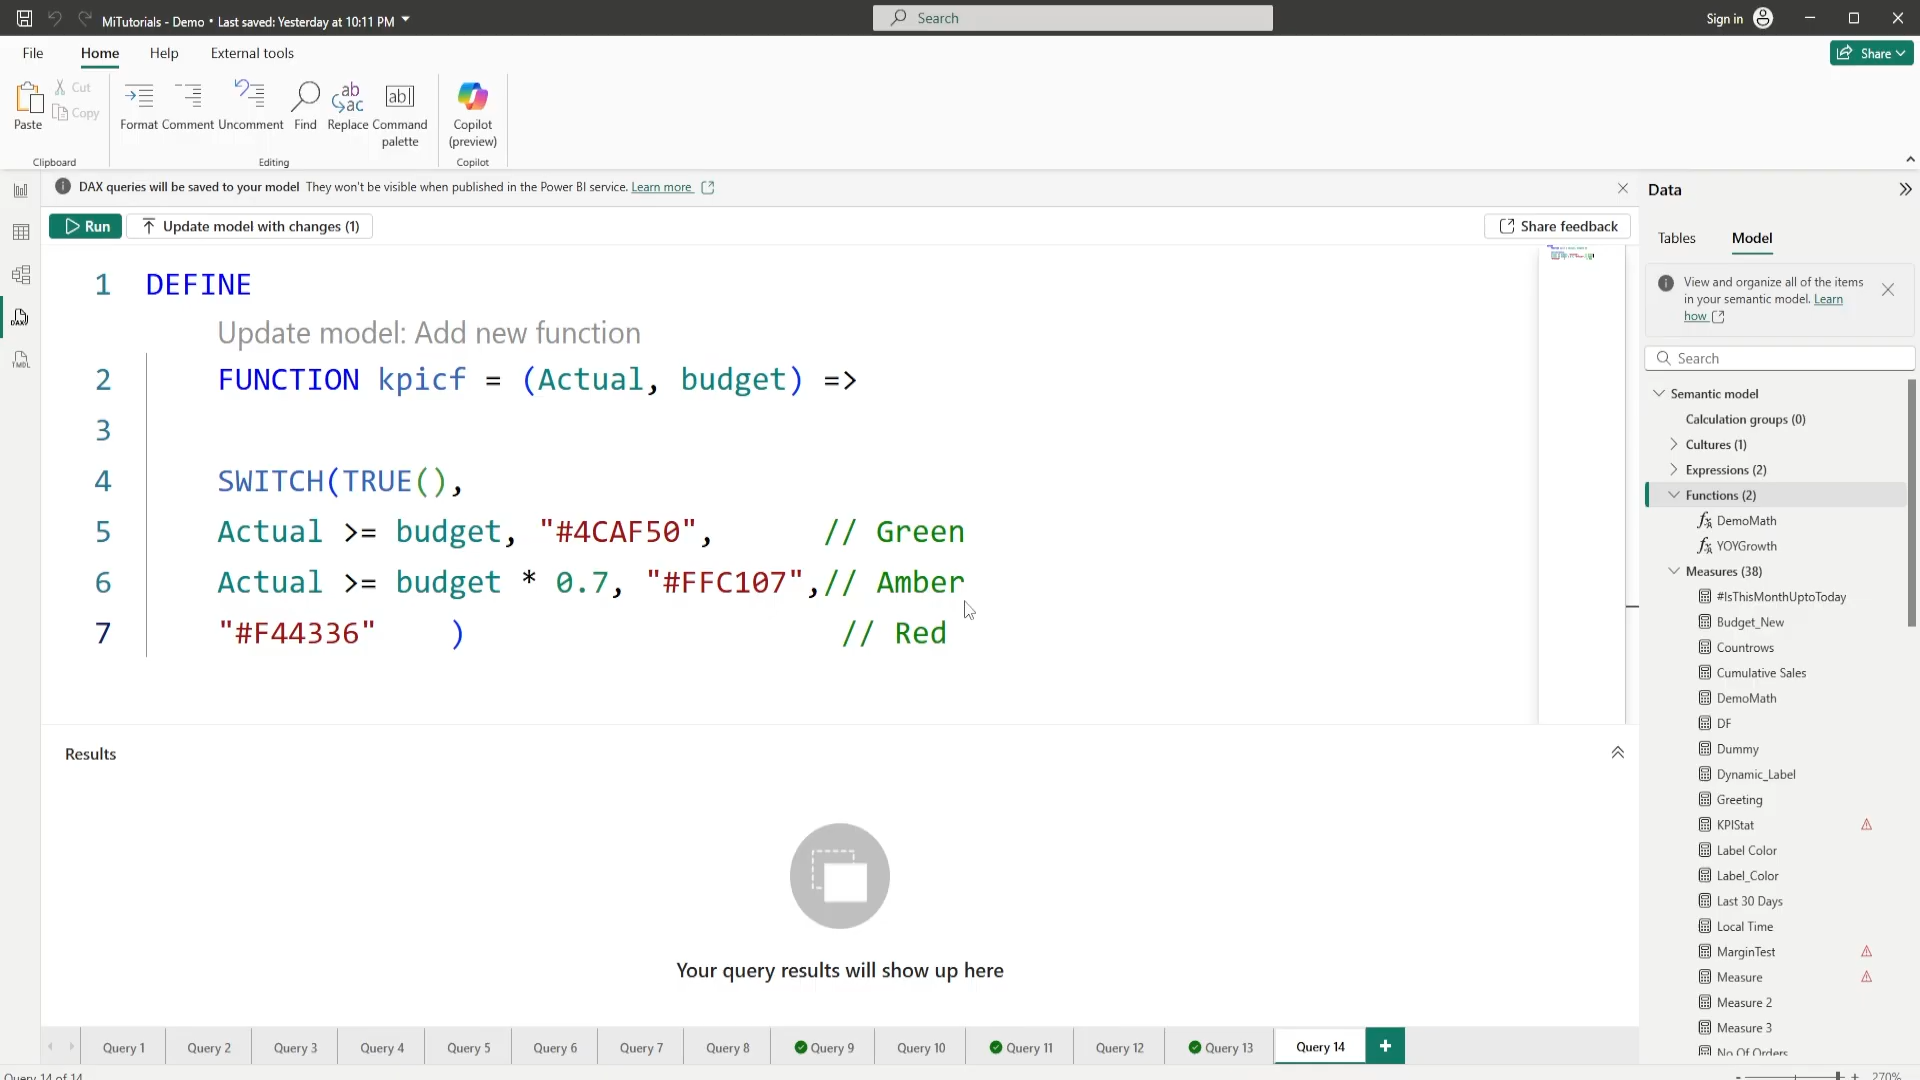 MiTutorials - Demo • Last saved: Yesterday at 10:11 PM
Search
Sign in
File
Home
Help
External tools
Share
Paste
Cut
Copy
Format
Comment
Uncomment
Find
Replace
Command palette
Copilot (preview)
Clipboard
Editing
Copilot
DAX queries will be saved to your model They won't be visible when published in the Power BI service. Learn more
Run
Update model with changes (1)
Share feedback
1 DEFINE
Update model: Add new function
2 FUNCTION kpicf = (Actual, budget) =>
3
4 SWITCH(TRUE(),
5 Actual >= budget, "#4CAF50", // Green
6 Actual >= budget * 0.7, "#FFC107",// Amber
7 "#F44336" ) // Red
Results
Your query results will show up here
Query 1
Query 2
Query 3
Query 4
Query 5
Query 6
Query 7
Query 8
Query 9
Query 10
Query 11
Query 12
Query 13
Query 14
Query 14 of 14
270%
DAX
TMDL
Data
Tables
Model
View and organize all of the items
in your semantic model. Learn
how
Search
Semantic model
Calculation groups (0)
Cultures (1)
Expressions (2)
Functions (2)
DemoMath
YOYGrowth
Measures (38)
#IsThisMonthUptoToday
Budget_New
Countrows
Cumulative Sales
DemoMath
DF
Dummy
Dynamic_Label
Greeting
KPIStat
Label Color
Label_Color
Last 30 Days
Local Time
MarginTest
Measure
Measure 2
Measure 3
No Of Orders